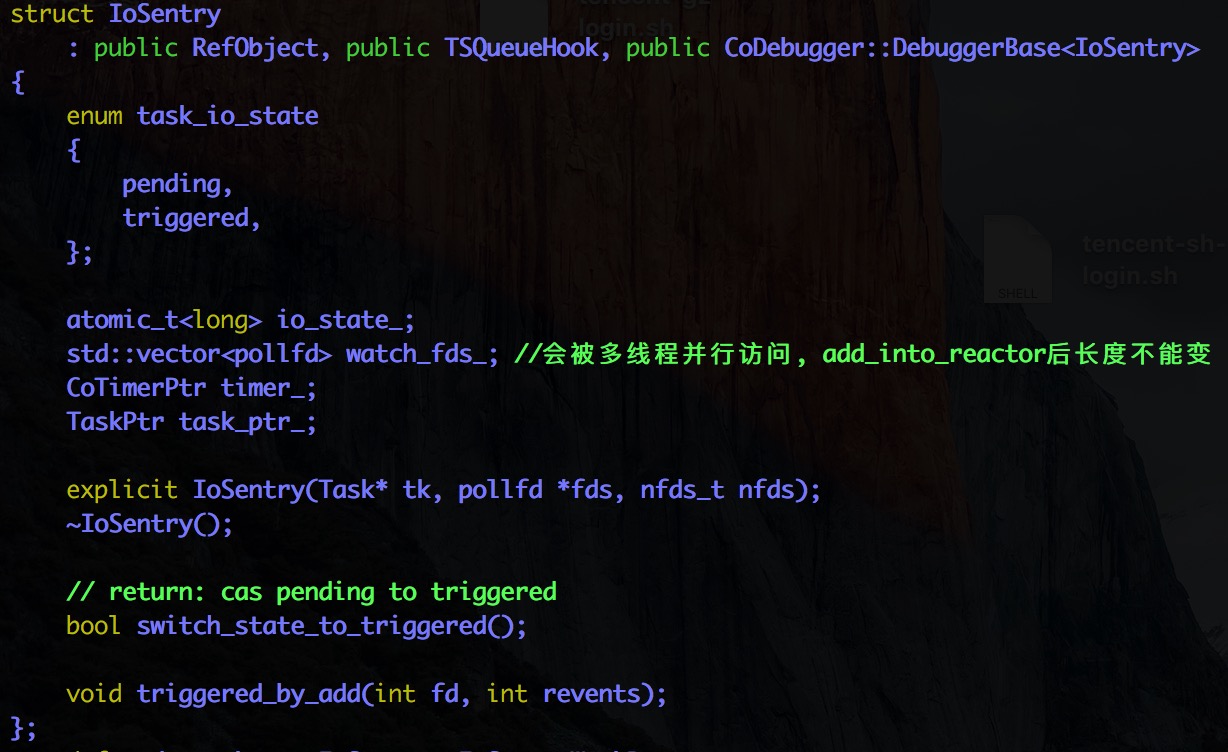 login.sh
struct IoSentry
    : public RefObject, public TSQueueHook, public CoDebugger::DebuggerBase<IoSentry>
{
    enum task_io_state
    {
        pending,
        triggered,
    };
tencent-sh-
login.sh
SHELL
    atomic_t<long> io_state_;
    std::vector<pollfd> watch_fds_; //会被多线程并行访问, add_into_reactor后长度不能变
    CoTimerPtr timer_;
    TaskPtr task_ptr_;
    explicit IoSentry(Task* tk, pollfd *fds, nfds_t nfds);
    ~IoSentry();
    // return: cas pending to triggered
    bool switch_state_to_triggered();
    void triggered_by_add(int fd, int revents);
};